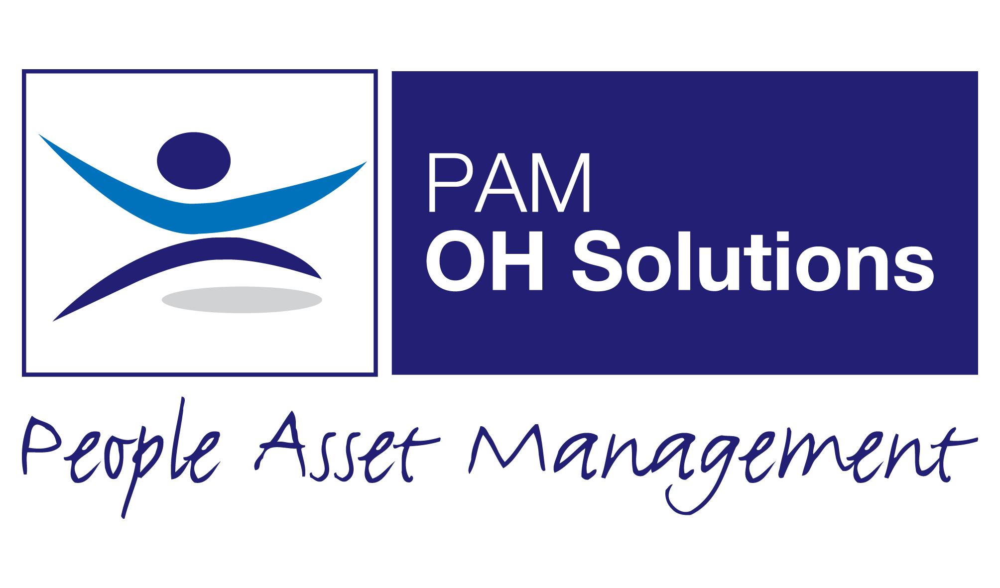 PAM
OH Solutions
People Asset Management